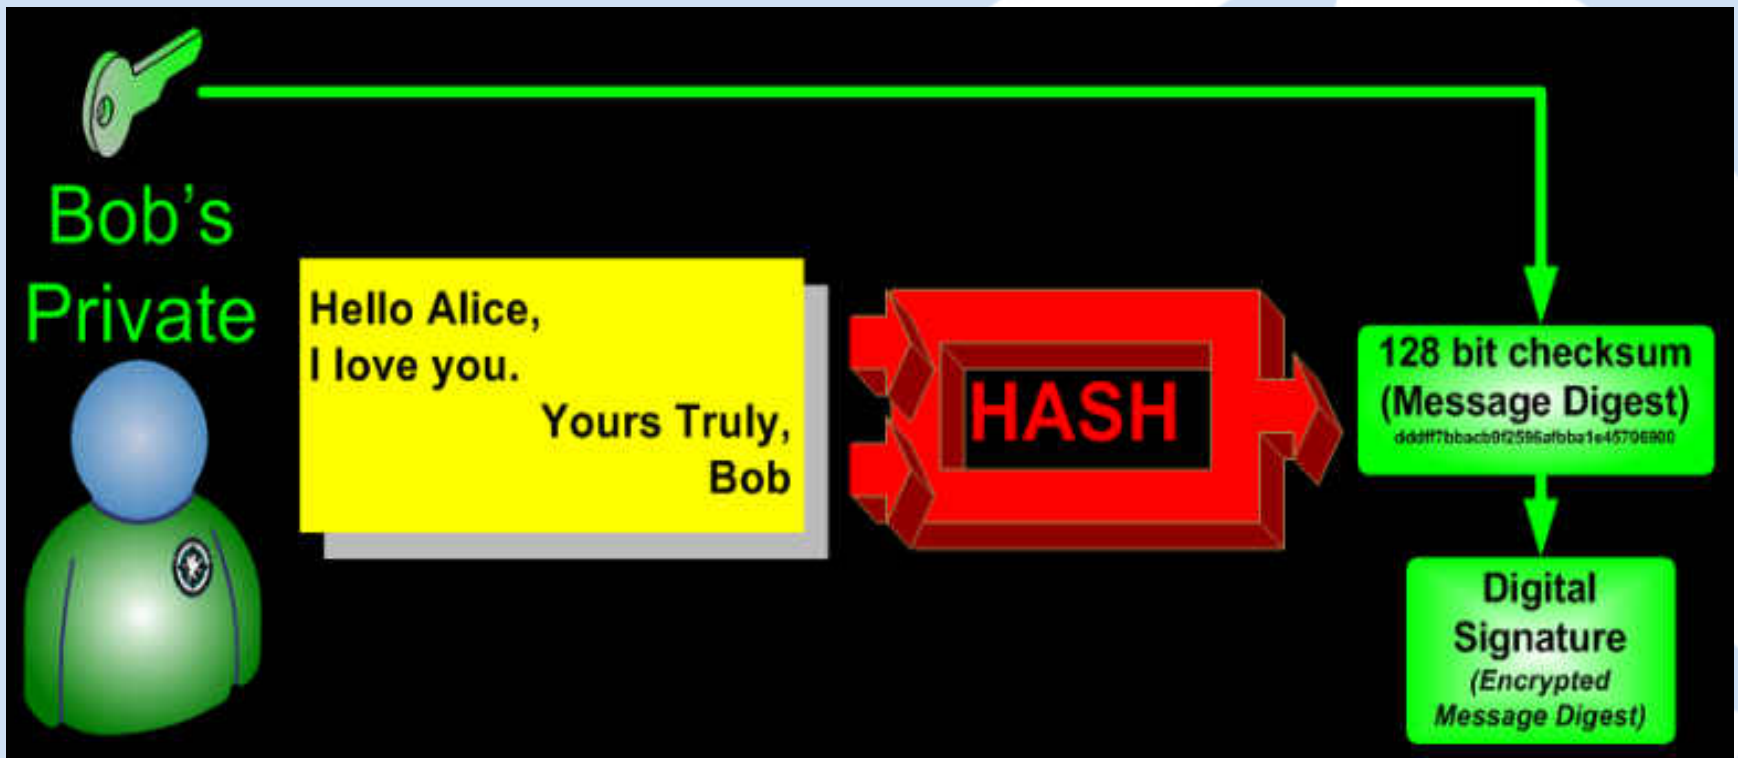 Bob's
Private
Hello Alice,
I love you.
Yours Truly,
Bob
HASH
128 bit checksum
(Message Digest)
Digital
Signature
(Encrypted
Message Digest)